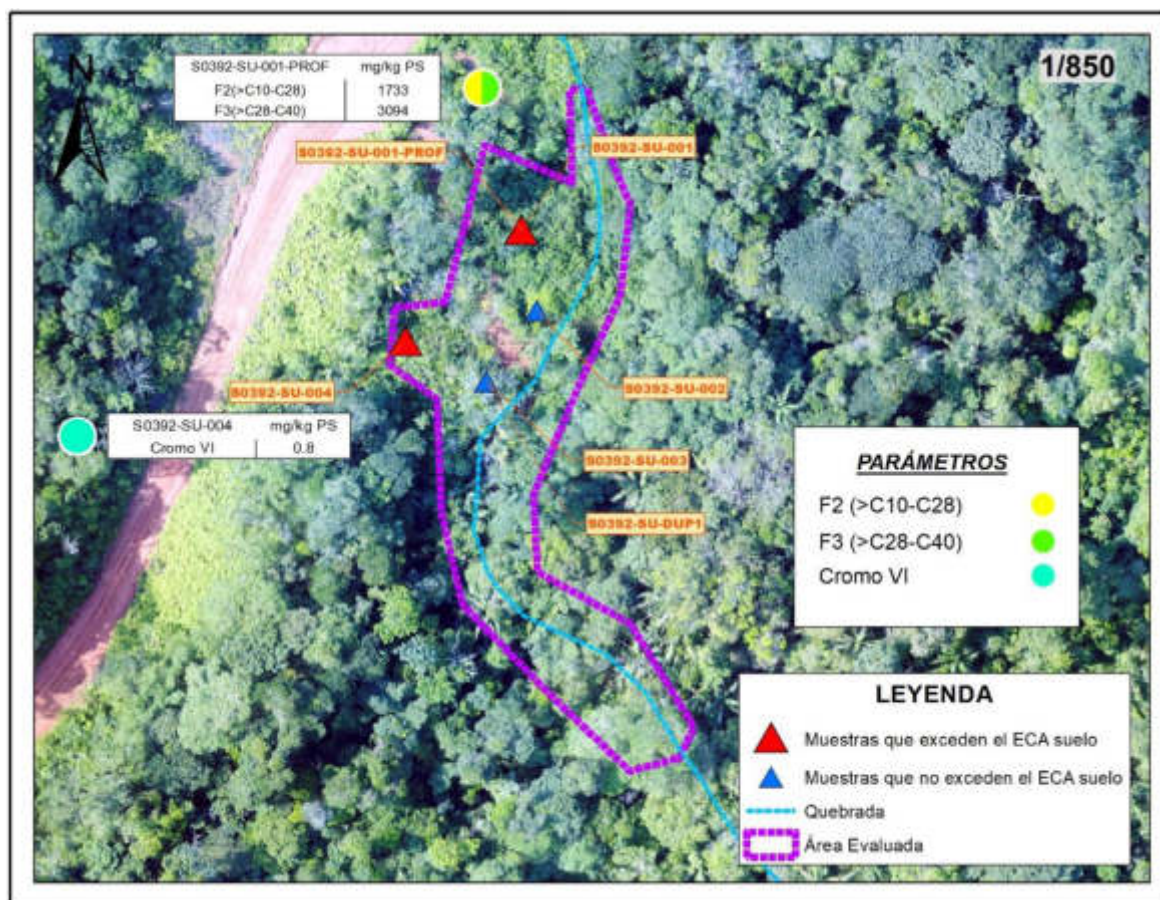 N
1/850
S0392-SU-001-PROF mg/kg PS
F2(>C10-C28) 1733
F3(>C28-C40) 3094
S0392-SU-001-PROF
S0392-SU-001
S0392-SU-004
S0392-SU-002
S0392-SU-004 mg/kg PS
Cromo VI 0.8
S0392-SU-003
S0392-SU-DUP1
PARÁMETROS
F2 (>C10-C28)
F3 (>C28-C40)
Cromo VI
LEYENDA
Muestras que exceden el ECA suelo
Muestras que no exceden el ECA suelo
Quebrada
Área Evaluada